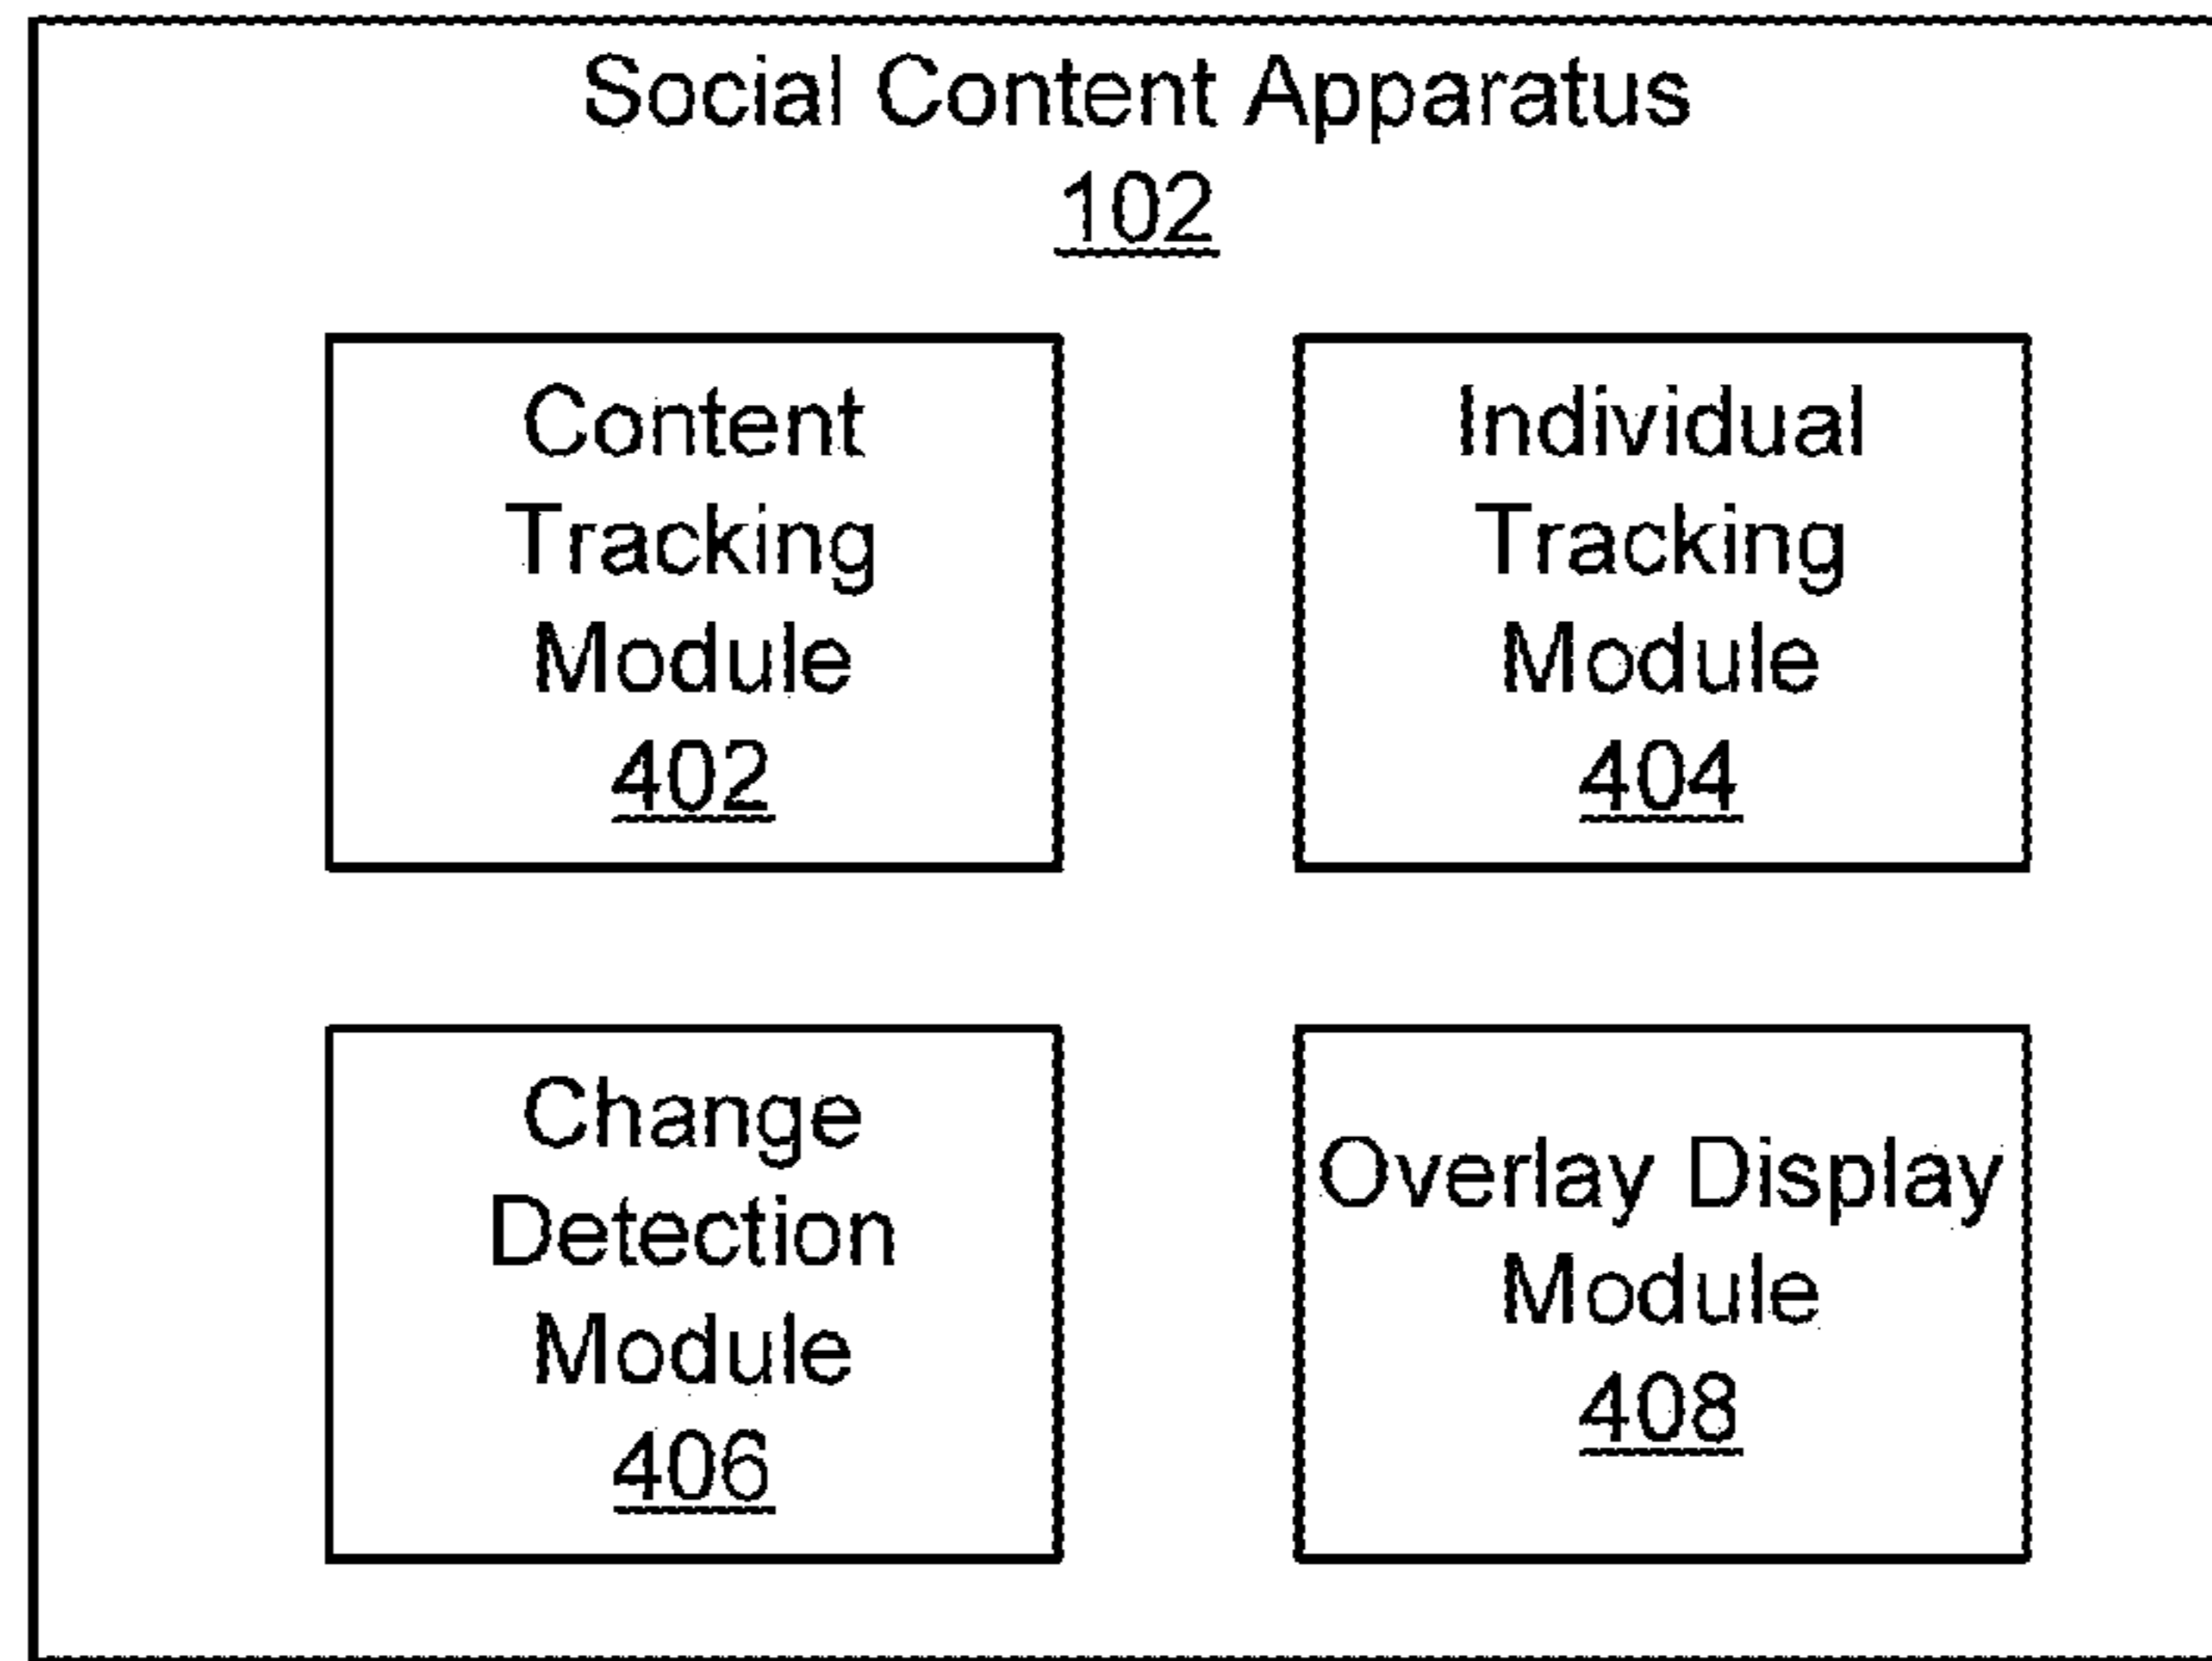 Social Content Apparatus
102
Content
Tracking
Module
402
Individual
Tracking
Module
404
Change
Detection
Module
406
Overlay Display
Module
408